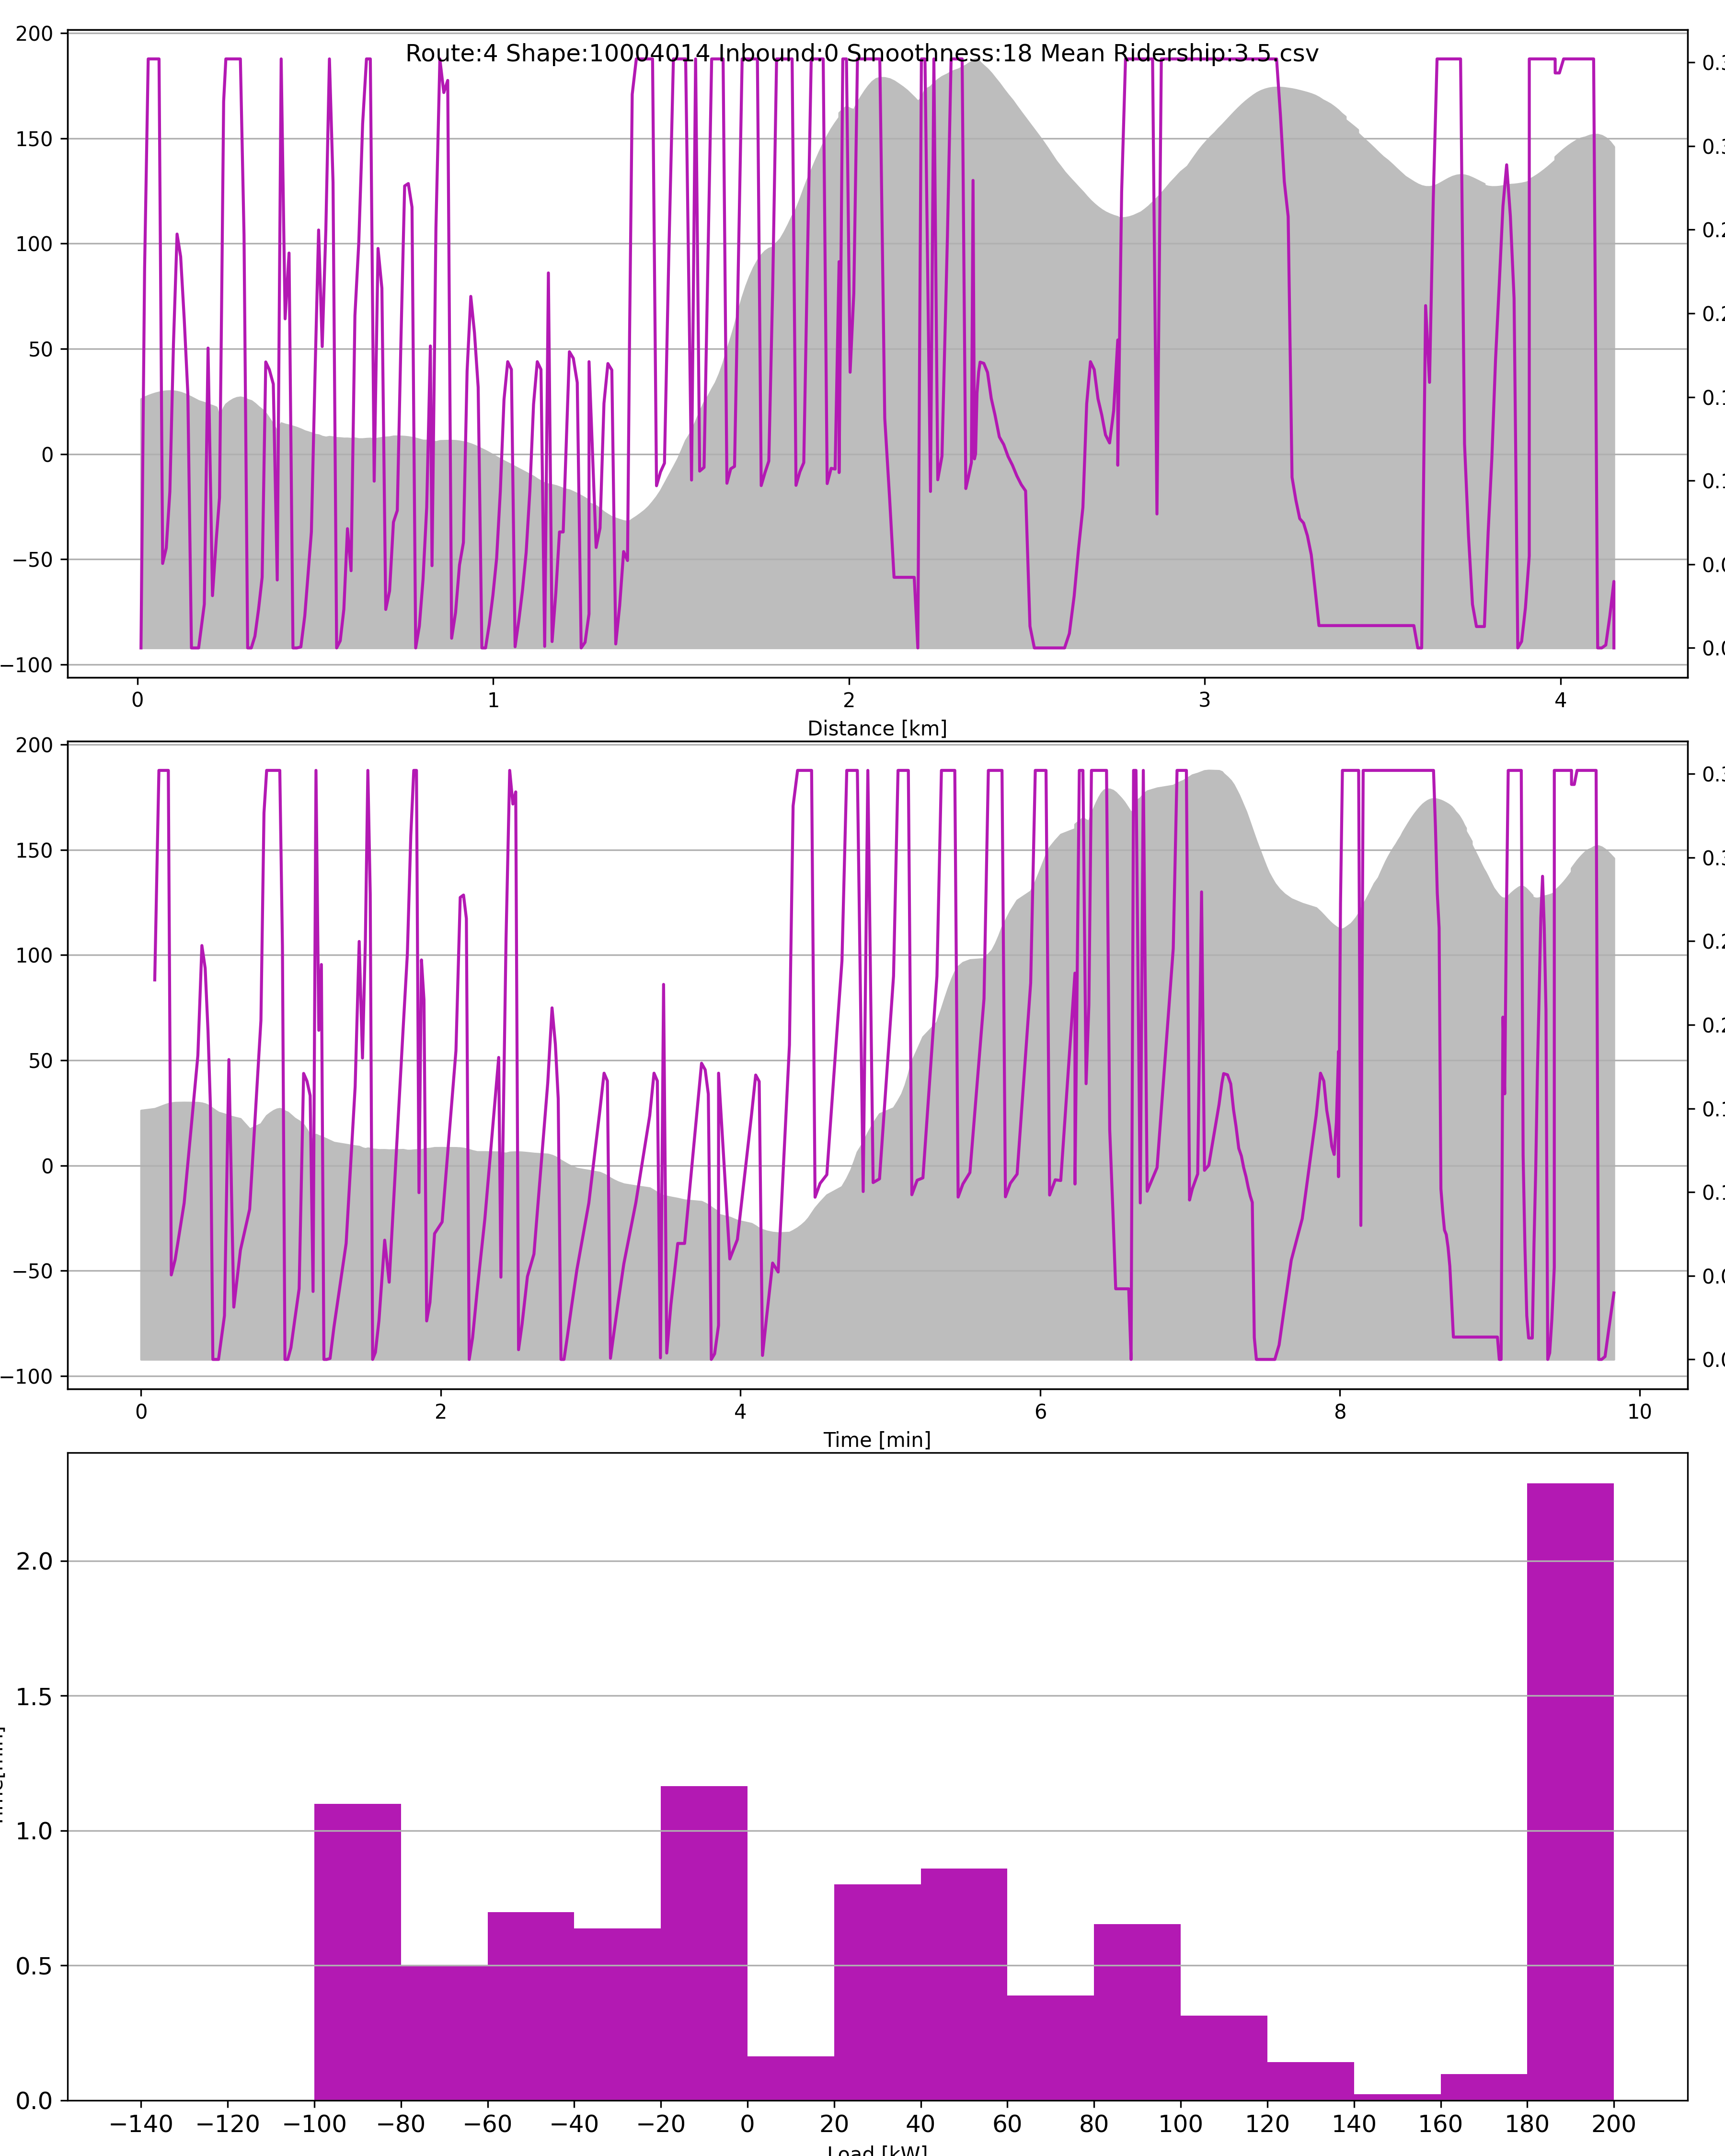 Route:4 Shape:10004014 Inbound:0 Smoothness:18 Mean Ridership:3.5.csv
200
150
100
50
0
−50
−100
0 1 2 3 4
Distance [km]
200
150
100
50
0
−50
−100
0 2 4 6 8 10
Time [min]
2.0
1.5
1.0
0.5
0.0
−140 −120 −100 −80 −60 −40 −20 0 20 40 60 80 100 120 140 160 180 200
Load [kW]